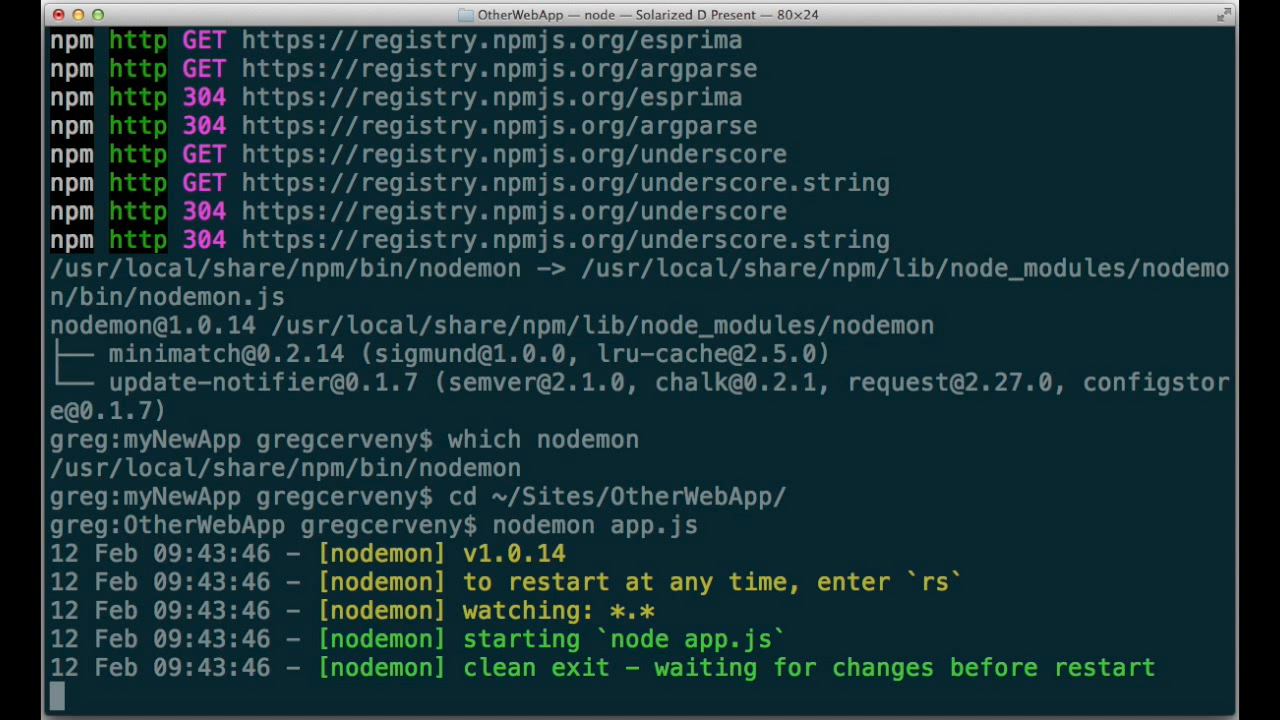 OtherWebApp — node — Solarized D Present — 80×24
npm http GET https://registry.npmjs.org/esprima
npm http GET https://registry.npmjs.org/argparse
npm http 304 https://registry.npmjs.org/esprima
npm http 304 https://registry.npmjs.org/argparse
npm http GET https://registry.npmjs.org/underscore
npm http GET https://registry.npmjs.org/underscore.string
npm http 304 https://registry.npmjs.org/underscore
npm http 304 https://registry.npmjs.org/underscore.string
/usr/local/share/npm/bin/nodemon -> /usr/local/share/npm/lib/node_modules/nodemo
n/bin/nodemon.js
nodemon@1.0.14 /usr/local/share/npm/lib/node_modules/nodemon
├── minimatch@0.2.14 (sigmund@1.0.0, lru-cache@2.5.0)
└── update-notifier@0.1.7 (semver@2.1.0, chalk@0.2.1, request@2.27.0, configstor
e@0.1.7)
greg:myNewApp gregcerveny$ which nodemon
/usr/local/share/npm/bin/nodemon
greg:myNewApp gregcerveny$ cd ~/Sites/OtherWebApp/
greg:OtherWebApp gregcerveny$ nodemon app.js
12 Feb 09:43:46 - [nodemon] v1.0.14
12 Feb 09:43:46 - [nodemon] to restart at any time, enter `rs`
12 Feb 09:43:46 - [nodemon] watching: *.*
12 Feb 09:43:46 - [nodemon] starting `node app.js`
12 Feb 09:43:46 - [nodemon] clean exit - waiting for changes before restart